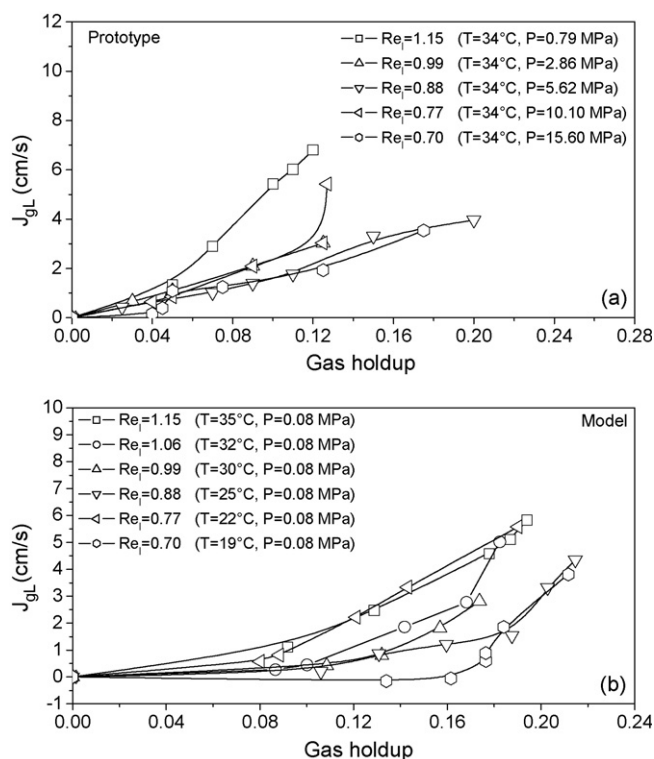 Prototype
Re_l=1.15 (T=34°C, P=0.79 MPa)
Re_l=0.99 (T=34°C, P=2.86 MPa)
Re_l=0.88 (T=34°C, P=5.62 MPa)
Re_l=0.77 (T=34°C, P=10.10 MPa)
Re_l=0.70 (T=34°C, P=15.60 MPa)
12
10
8
6
4
2
0
J_gL (cm/s)
(a)
0.00 0.04 0.08 0.12 0.16 0.20 0.24 0.28
Gas holdup
Model
Re_l=1.15 (T=35°C, P=0.08 MPa)
Re_l=1.06 (T=32°C, P=0.08 MPa)
Re_l=0.99 (T=30°C, P=0.08 MPa)
Re_l=0.88 (T=25°C, P=0.08 MPa)
Re_l=0.77 (T=22°C, P=0.08 MPa)
Re_l=0.70 (T=19°C, P=0.08 MPa)
10
9
8
7
6
5
4
3
2
1
0
-1
J_gL (cm/s)
(b)
0.00 0.04 0.08 0.12 0.16 0.20 0.24
Gas holdup